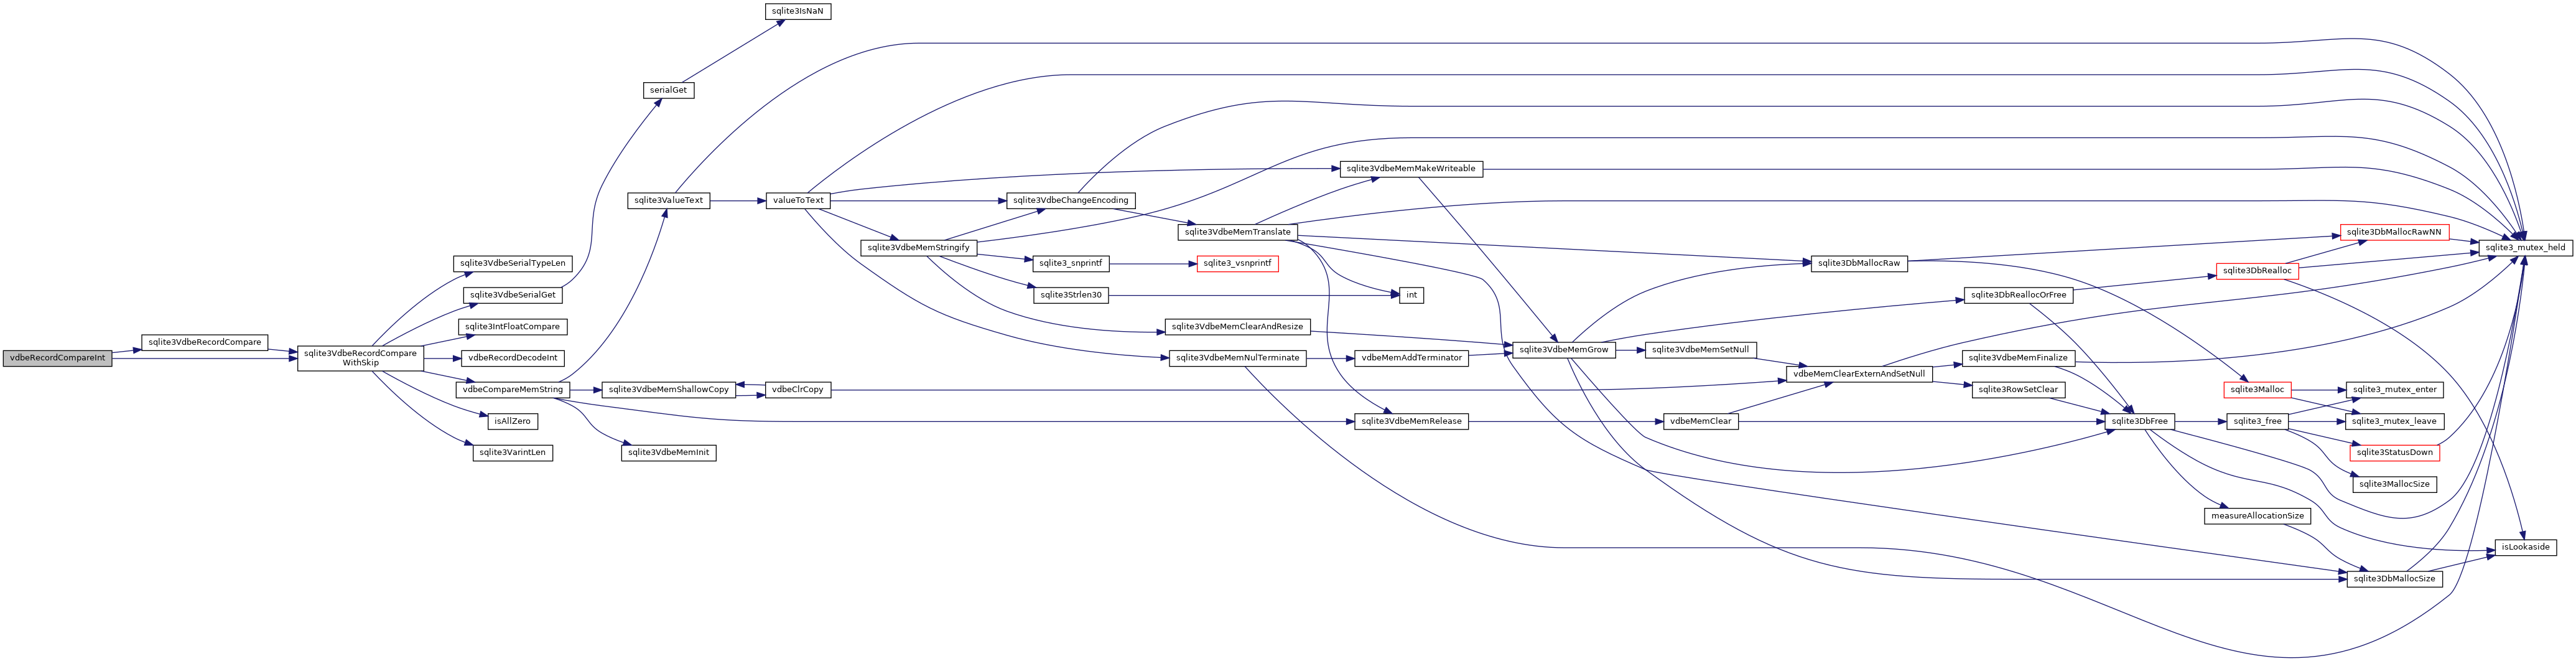 sqlite3IsNaN
serialGet
sqlite3VdbeMemMakeWriteable
sqlite3ValueText
valueToText
sqlite3VdbeChangeEncoding
sqlite3VdbeMemTranslate
sqlite3DbMallocRawNN
sqlite3VdbeMemStringify
sqlite3_mutex_held
sqlite3VdbeSerialTypeLen
sqlite3_snprintf
sqlite3_vsnprintf
sqlite3DbMallocRaw
sqlite3DbRealloc
sqlite3VdbeSerialGet
sqlite3Strlen30
int
sqlite3DbReallocOrFree
sqlite3IntFloatCompare
sqlite3VdbeMemClearAndResize
sqlite3VdbeRecordCompare
vdbeRecordCompareInt
sqlite3VdbeRecordCompare
WithSkip
vdbeRecordDecodeInt
sqlite3VdbeMemNulTerminate
vdbeMemAddTerminator
sqlite3VdbeMemGrow
sqlite3VdbeMemSetNull
sqlite3VdbeMemFinalize
vdbeMemClearExternAndSetNull
vdbeCompareMemString
sqlite3VdbeMemShallowCopy
vdbeClrCopy
sqlite3RowSetClear
sqlite3Malloc
sqlite3_mutex_enter
isAllZero
sqlite3VdbeMemRelease
vdbeMemClear
sqlite3DbFree
sqlite3_free
sqlite3_mutex_leave
sqlite3VarintLen
sqlite3VdbeMemInit
sqlite3StatusDown
sqlite3MallocSize
measureAllocationSize
isLookaside
sqlite3DbMallocSize